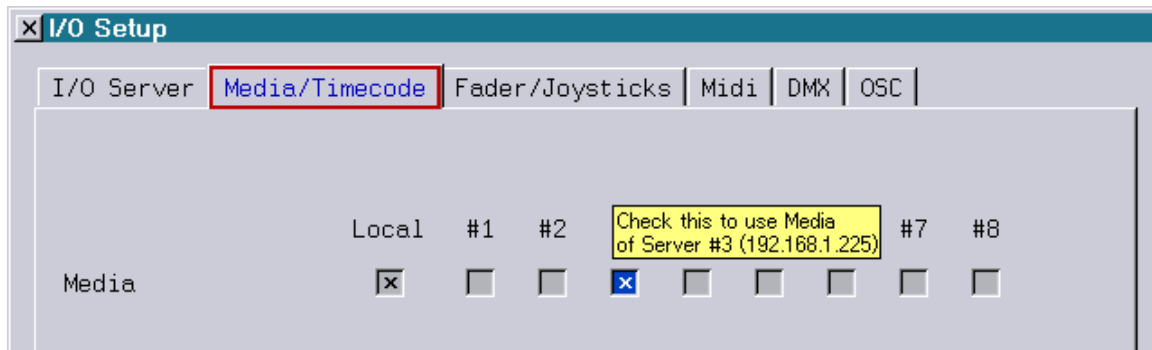 I/O Setup
I/O Server Media/Timecode Fader/Joysticks Midi DMX OSC
Check this to use Media
of Server #3 (192.168.1.225)
Local #1 #2 #7 #8
Media